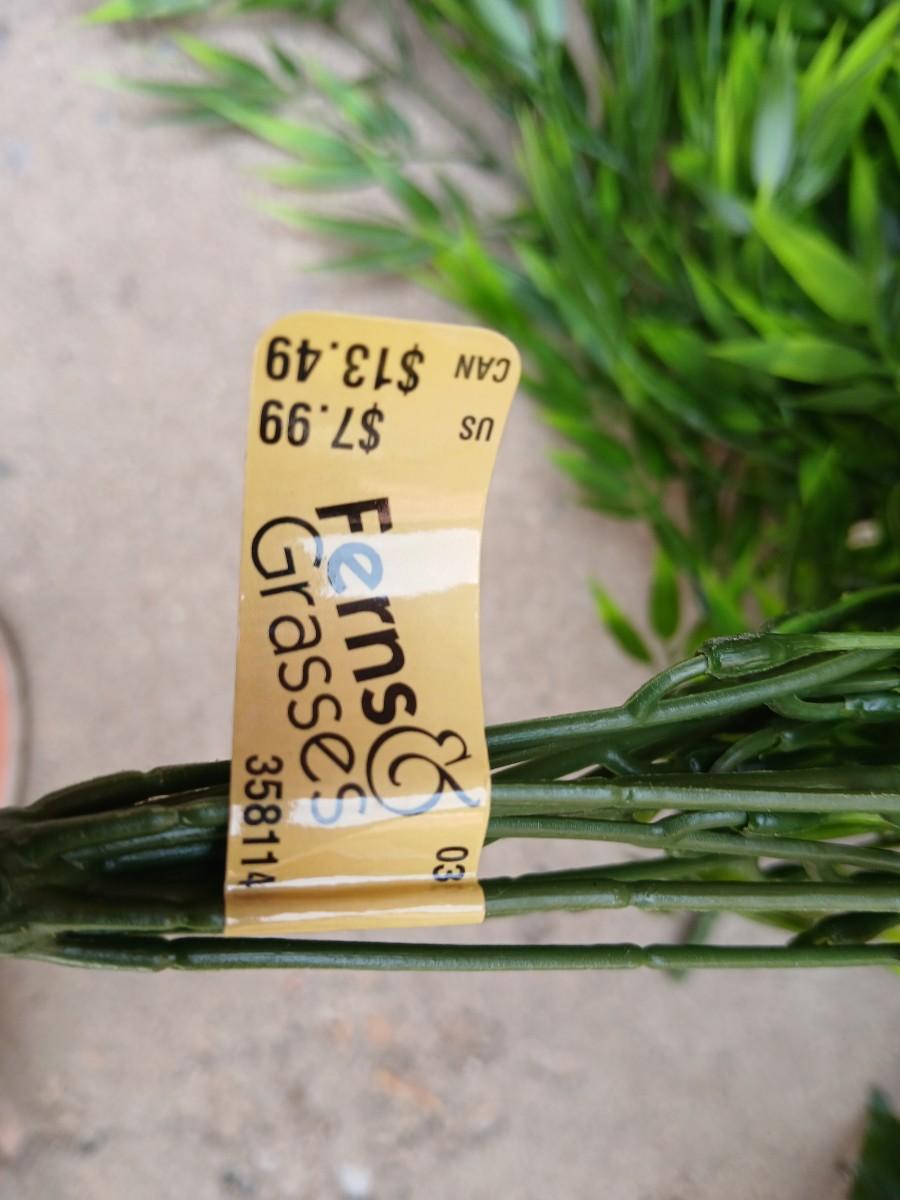 CAN $13.49
US $7.99
Ferns&
Grasses
03
358114